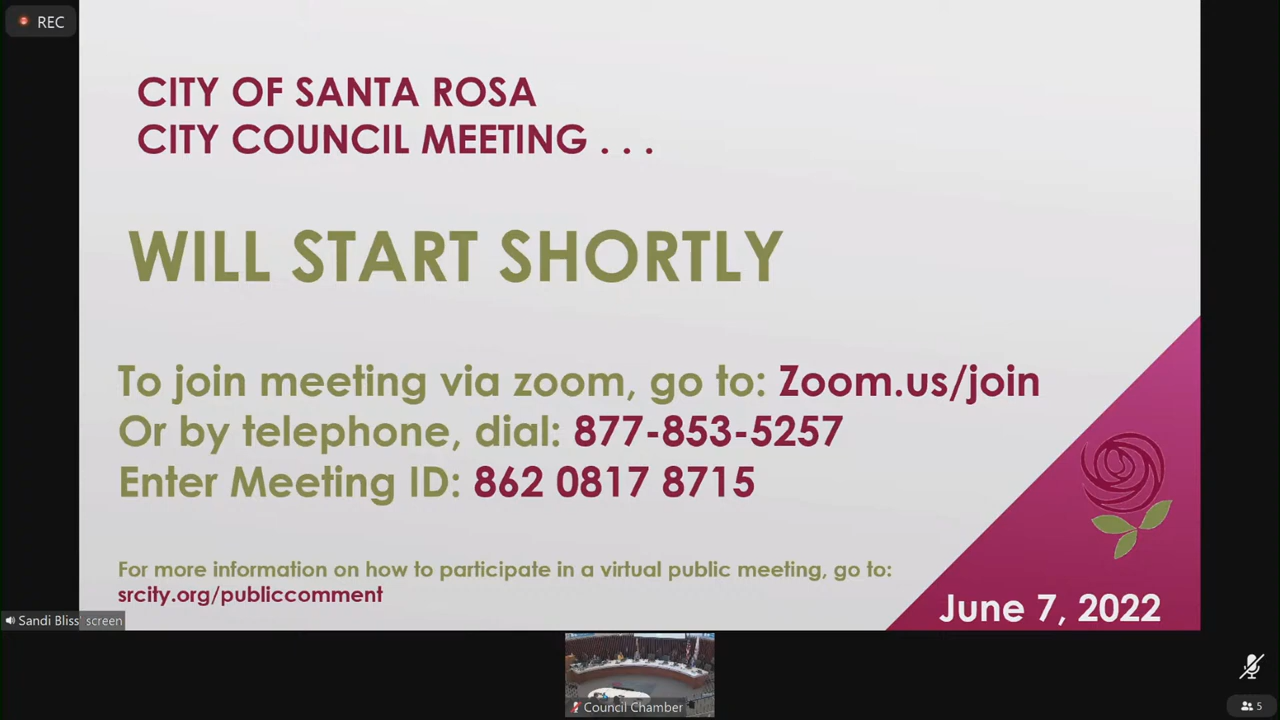 REC
CITY OF SANTA ROSA
CITY COUNCIL MEETING . . .
WILL START SHORTLY
To join meeting via zoom, go to: Zoom.us/join
Or by telephone, dial: 877-853-5257
Enter Meeting ID: 862 0817 8715
For more information on how to participate in a virtual public meeting, go to:
srcity.org/publiccomment
June 7, 2022
Sandi Bliss screen
Council Chamber
5